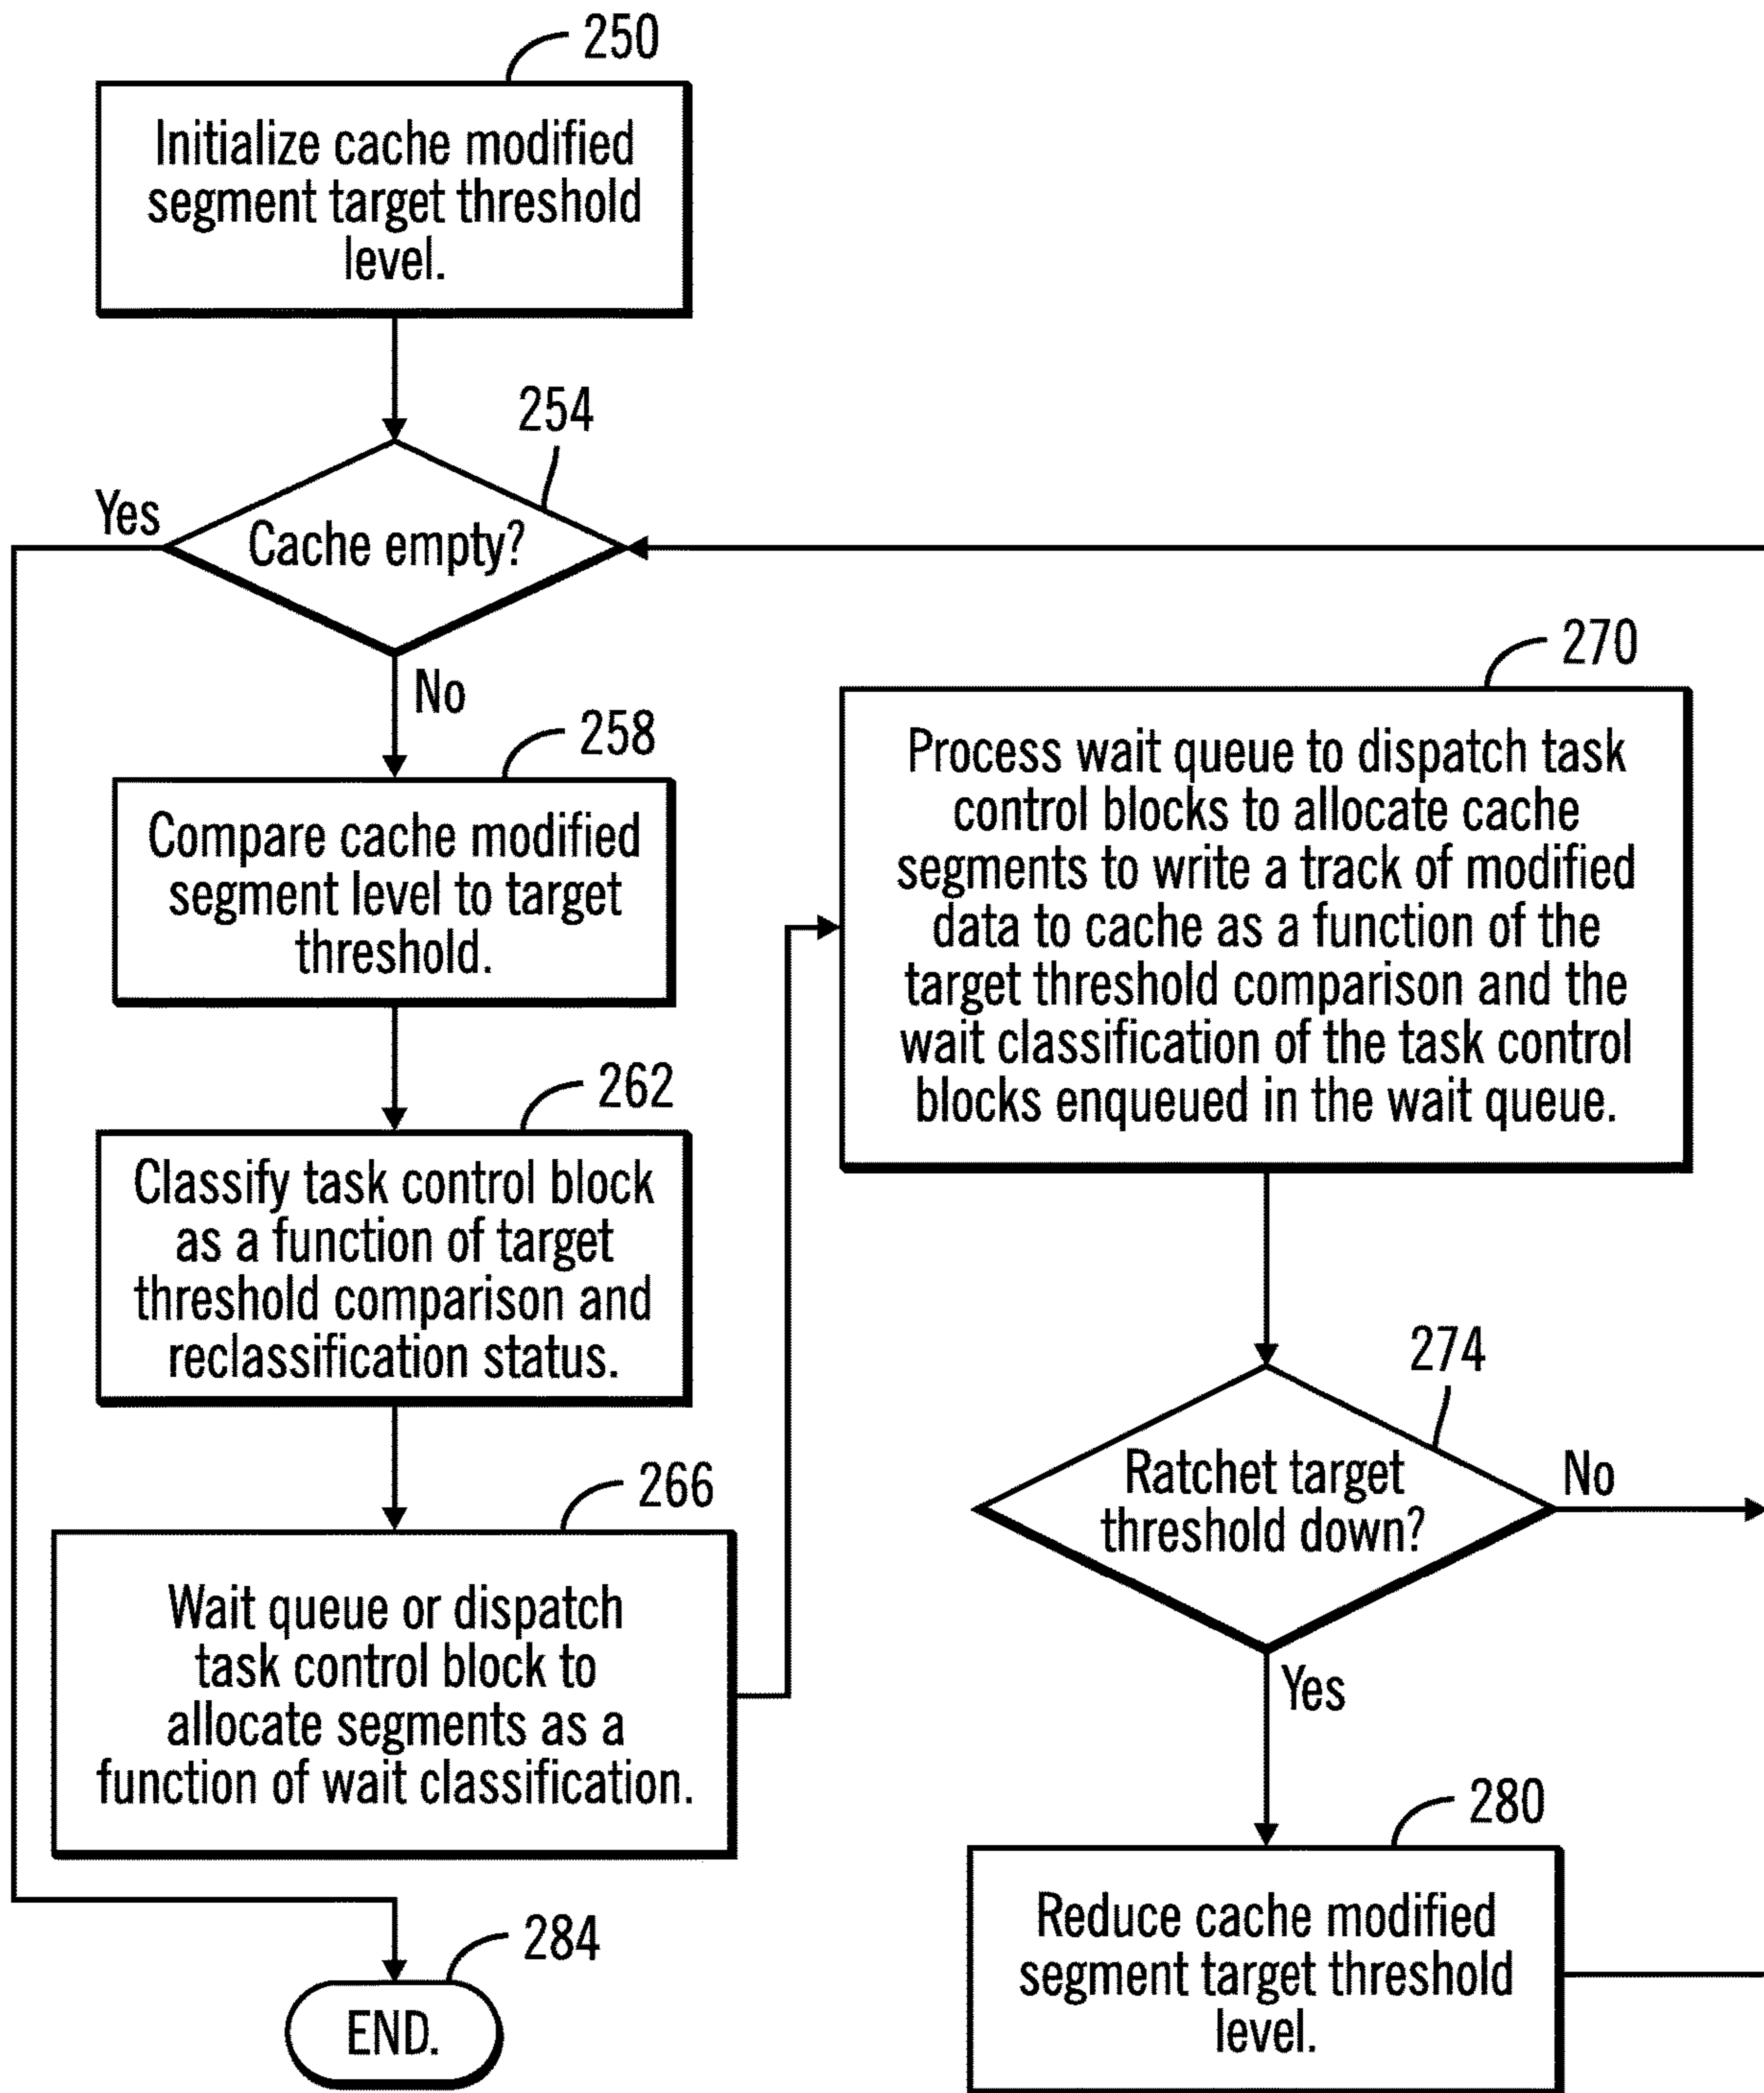 250
Initialize cache modified
segment target threshold
level.
254
Yes
Cache empty?
No
258
Compare cache modified
segment level to target
threshold.
262
Classify task control block
as a function of target
threshold comparison and
reclassification status.
266
Wait queue or dispatch
task control block to
allocate segments as a
function of wait classification.
270
Process wait queue to dispatch task
control blocks to allocate cache
segments to write a track of modified
data to cache as a function of the
target threshold comparison and the
wait classification of the task control
blocks enqueued in the wait queue.
274
Ratchet target
threshold down?
No
Yes
280
Reduce cache modified
segment target threshold
level.
284
END.